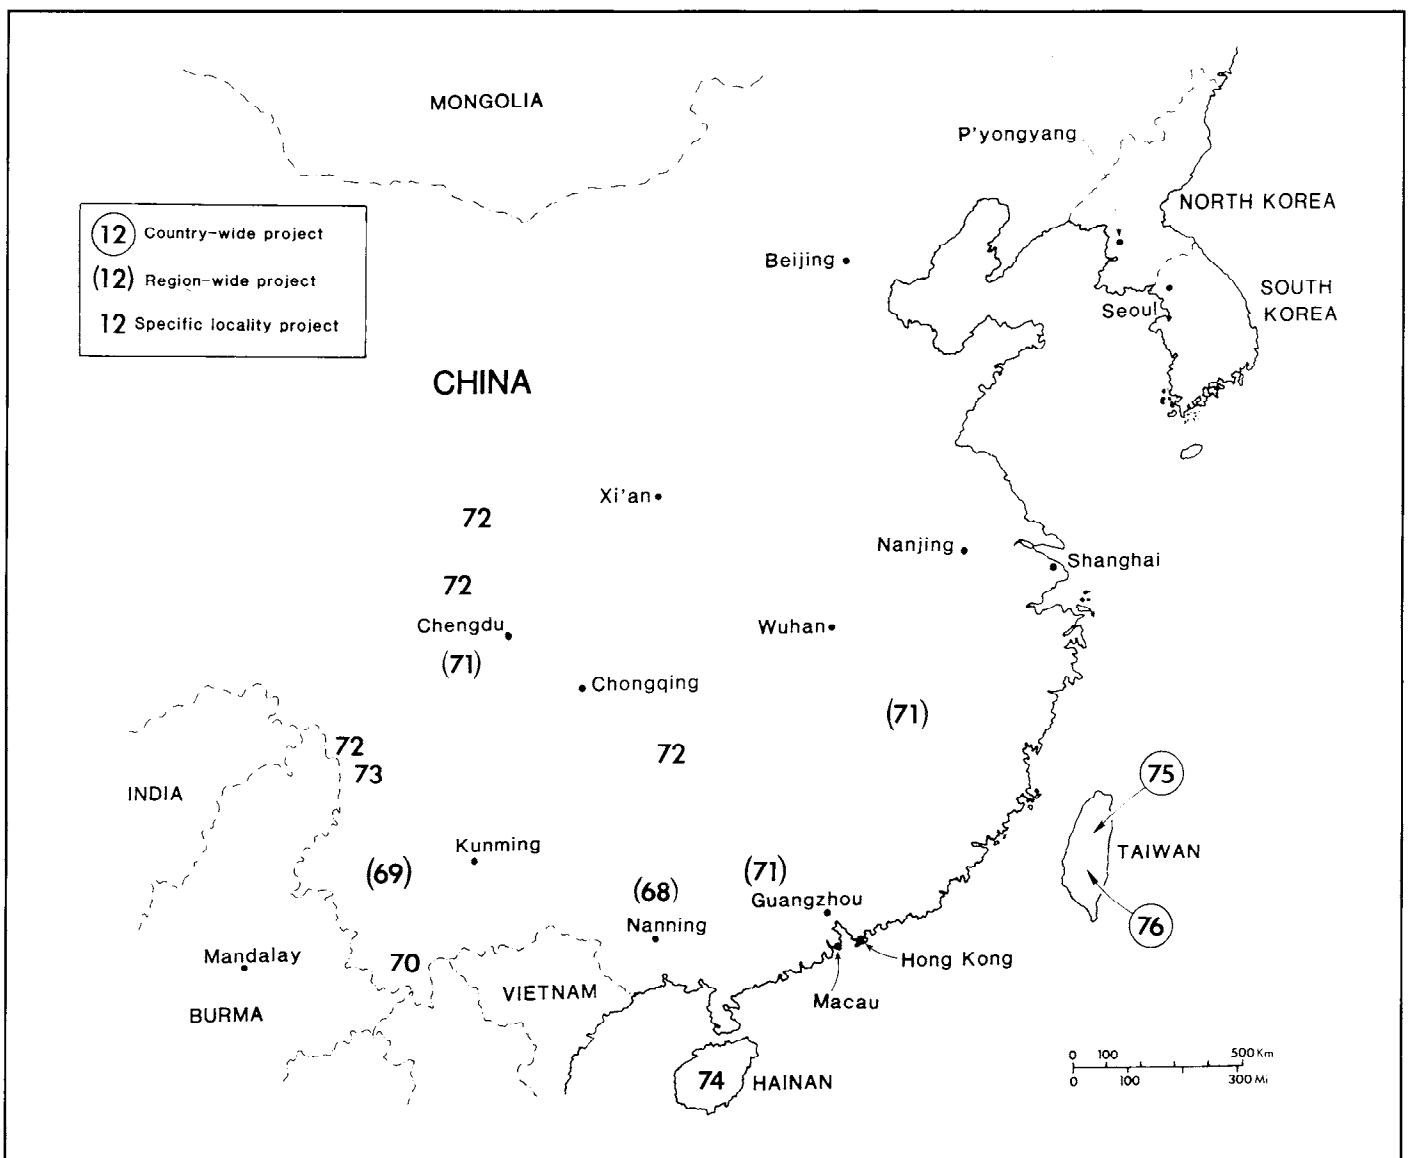 MONGOLIA
P'yongyang
NORTH KOREA
12 Country-wide project
(12) Region-wide project
12 Specific locality project
Beijing
SOUTH
KOREA
Seoul
CHINA
Xi'an
72
Nanjing
Shanghai
72
Chengdu
Wuhan
(71)
Chongqing
(71)
72
72
73
75
INDIA
Kunming
TAIWAN
(69)
(71)
(68)
Guangzhou
76
Nanning
Mandalay
70
Hong Kong
VIETNAM
Macau
BURMA
0 100 500 Km
0 100 300 Mi
74 HAINAN